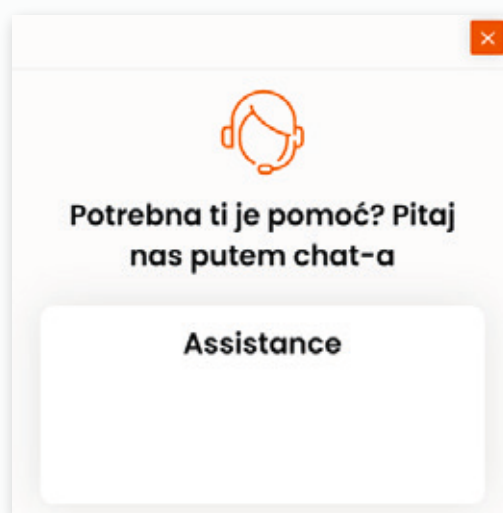 Potrebna ti je pomoć? Pitaj
nas putem chat-a
Assistance